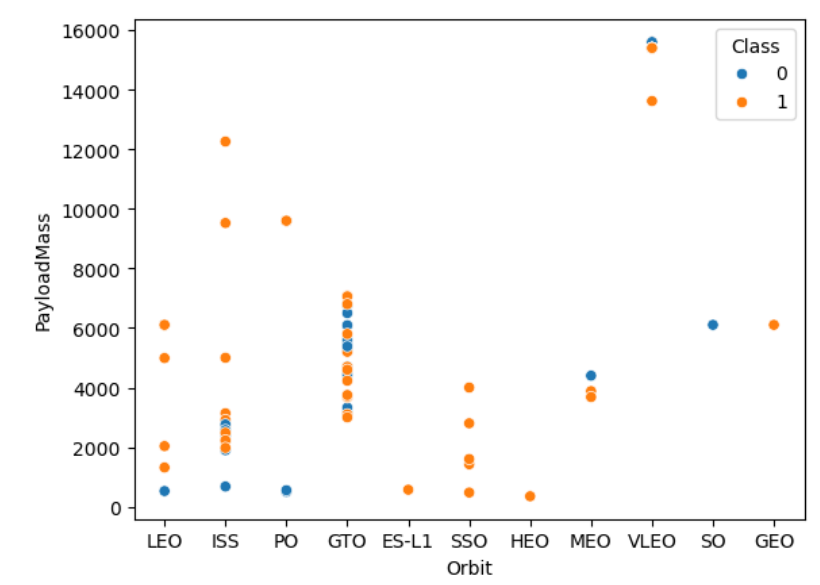 16000
14000
12000
10000
8000
6000
4000
2000
0
PayloadMass
Class
0
1
LEO ISS PO GTO ES-L1 SSO HEO MEO VLEO SO GEO
Orbit